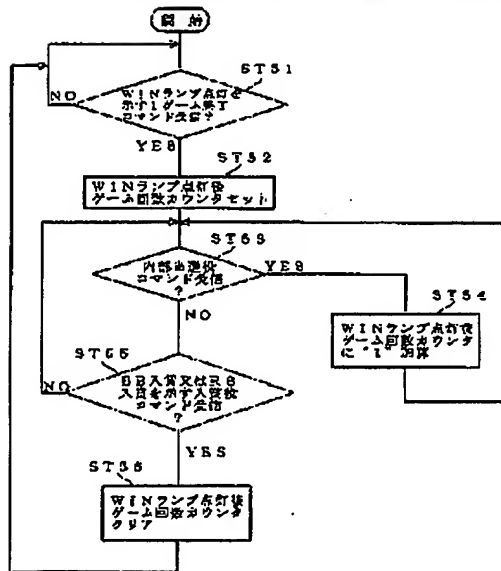 開始
ST51
WINランプ点灯を
示す1ゲーム終了
コマンド受信?
NO
YES
ST52
WINランプ点灯後
ゲーム回数カウンタセット
ST53
内部当選役
コマンド受信
?
YES
NO
ST54
WINランプ点灯後
ゲーム回数カウンタ
に"1"加算
ST55
BB入賞又はRB
入賞を示す入賞役
コマンド受信
?
NO
YES
ST56
WINランプ点灯後
ゲーム回数カウンタ
クリア